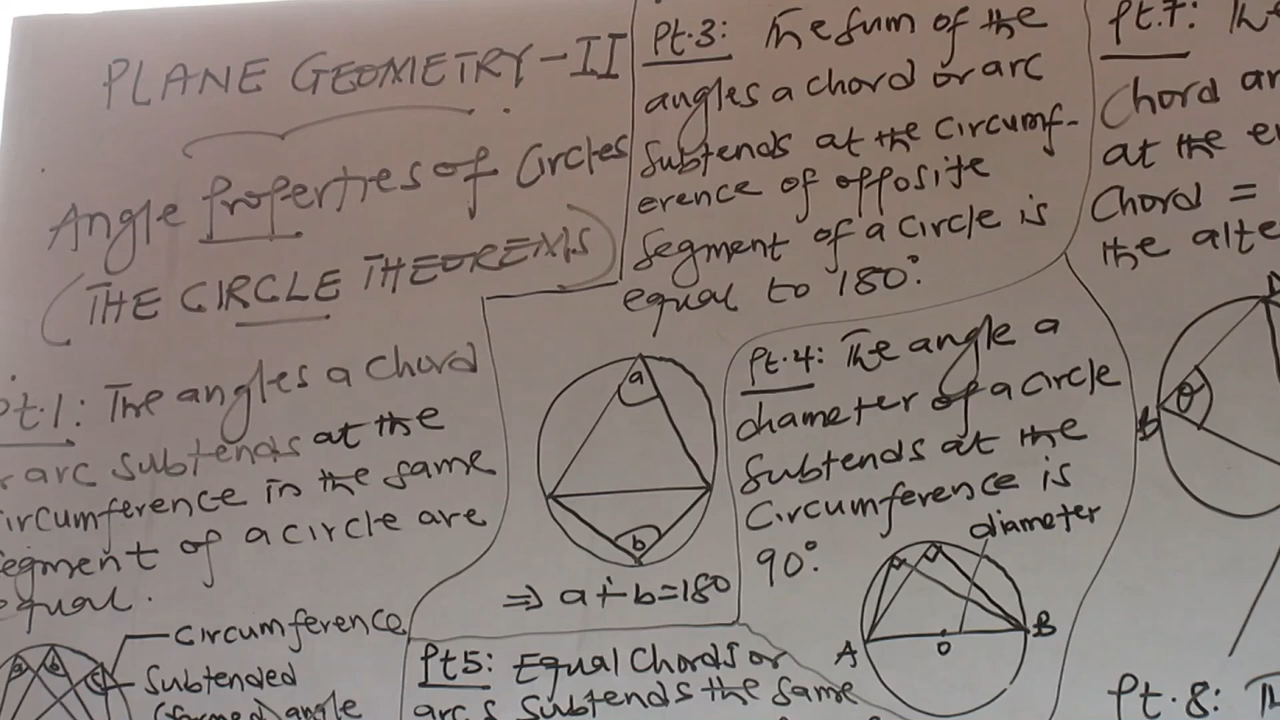 PLANE GEOMETRY-II
Angle Properties of Circles
(THE CIRCLE THEOREMS)
Pt.1: The angles a chord
or arc subtends at the
circumference in the same
segment of a circle are
equal.
a b c
circumference
Subtended
(formed) angle
Pt.3: The sum of the
angles a chord or arc
Subtends at the circumf-
erence of opposite
Segment of a circle is
equal to 180°.
a
b
⇒ a+b=180
Pt.4: The angle a
diameter of a circle
Subtends at the
Circumference is
90°.
diameter
A O B
Pt5: Equal Chords or
arcs Subtends the same
Pt.7:
Chord
at the
Chord =
the
θ
B
Pt.8: